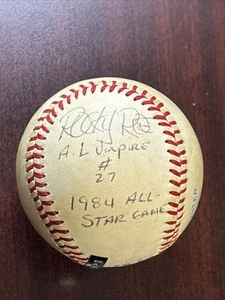 Rocky Roe
A.L Umpire
#
27
1984 ALL-
STAR GAME